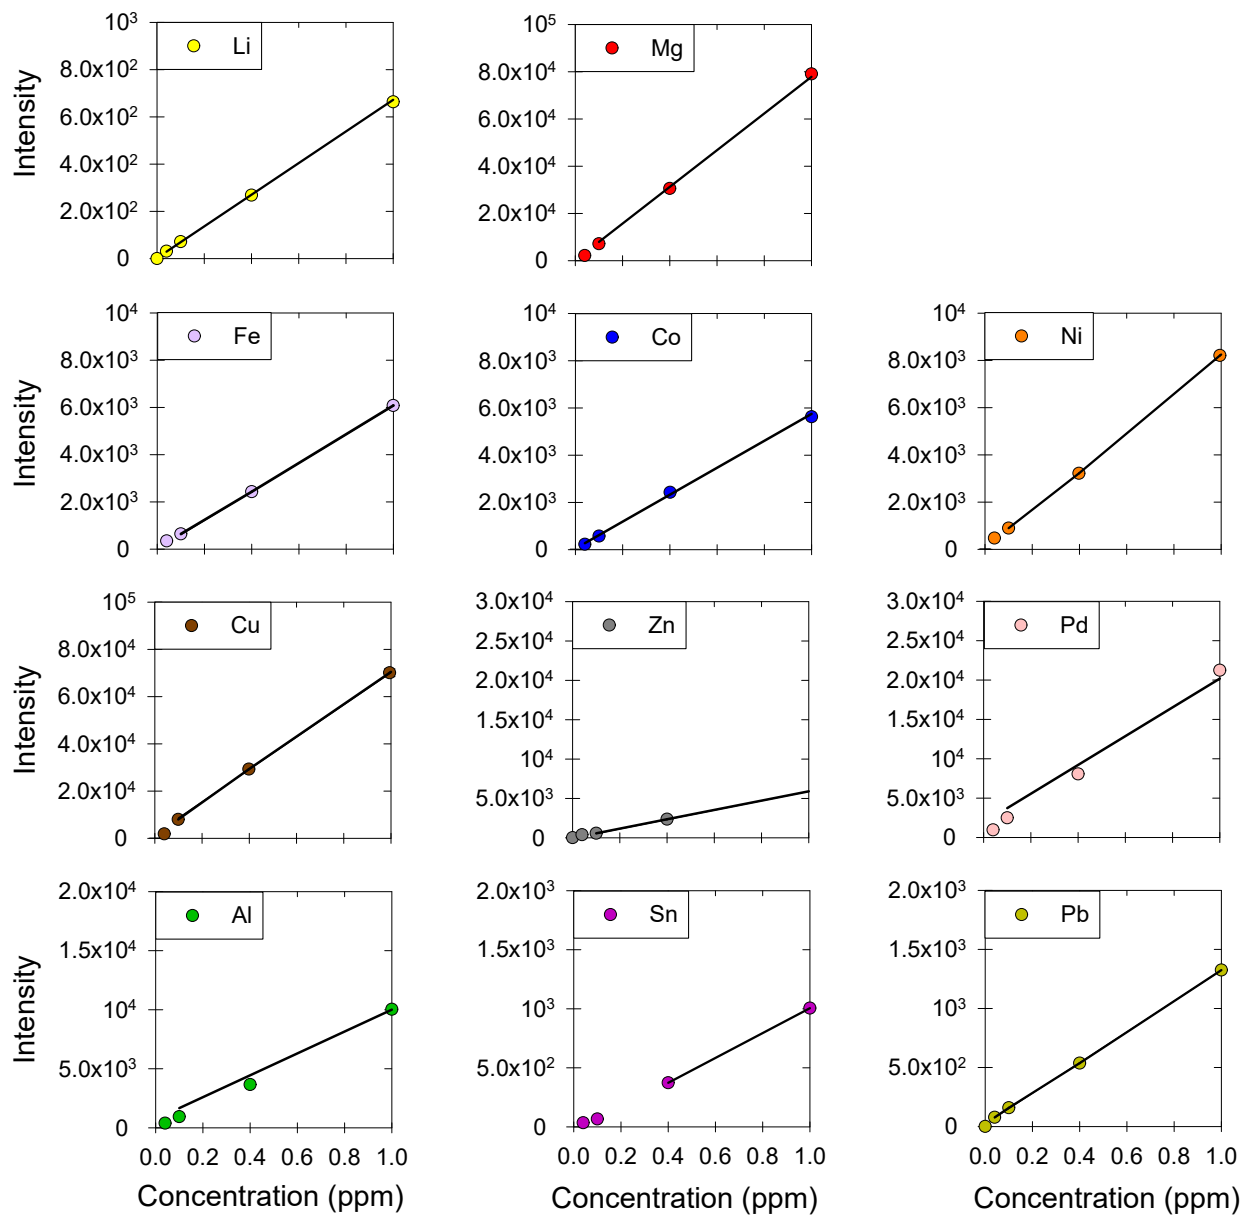 Li
10³
8.0x10²
6.0x10²
4.0x10²
2.0x10²
0
Intensity
Mg
10⁵
8.0x10⁴
6.0x10⁴
4.0x10⁴
2.0x10⁴
0
Fe
10⁴
8.0x10³
6.0x10³
4.0x10³
2.0x10³
0
Intensity
Co
10⁴
8.0x10³
6.0x10³
4.0x10³
2.0x10³
0
Ni
10⁴
8.0x10³
6.0x10³
4.0x10³
2.0x10³
0
Cu
10⁵
8.0x10⁴
6.0x10⁴
4.0x10⁴
2.0x10⁴
0
Intensity
Zn
3.0x10⁴
2.5x10⁴
2.0x10⁴
1.5x10⁴
10⁴
5.0x10³
0
Pd
3.0x10⁴
2.5x10⁴
2.0x10⁴
1.5x10⁴
10⁴
5.0x10³
0
Al
2.0x10⁴
1.5x10⁴
10⁴
5.0x10³
0
Intensity
0.0 0.2 0.4 0.6 0.8 1.0
Concentration (ppm)
Sn
2.0x10³
1.5x10³
10³
5.0x10²
0
0.0 0.2 0.4 0.6 0.8 1.0
Concentration (ppm)
Pb
2.0x10³
1.5x10³
10³
5.0x10²
0
0.0 0.2 0.4 0.6 0.8 1.0
Concentration (ppm)